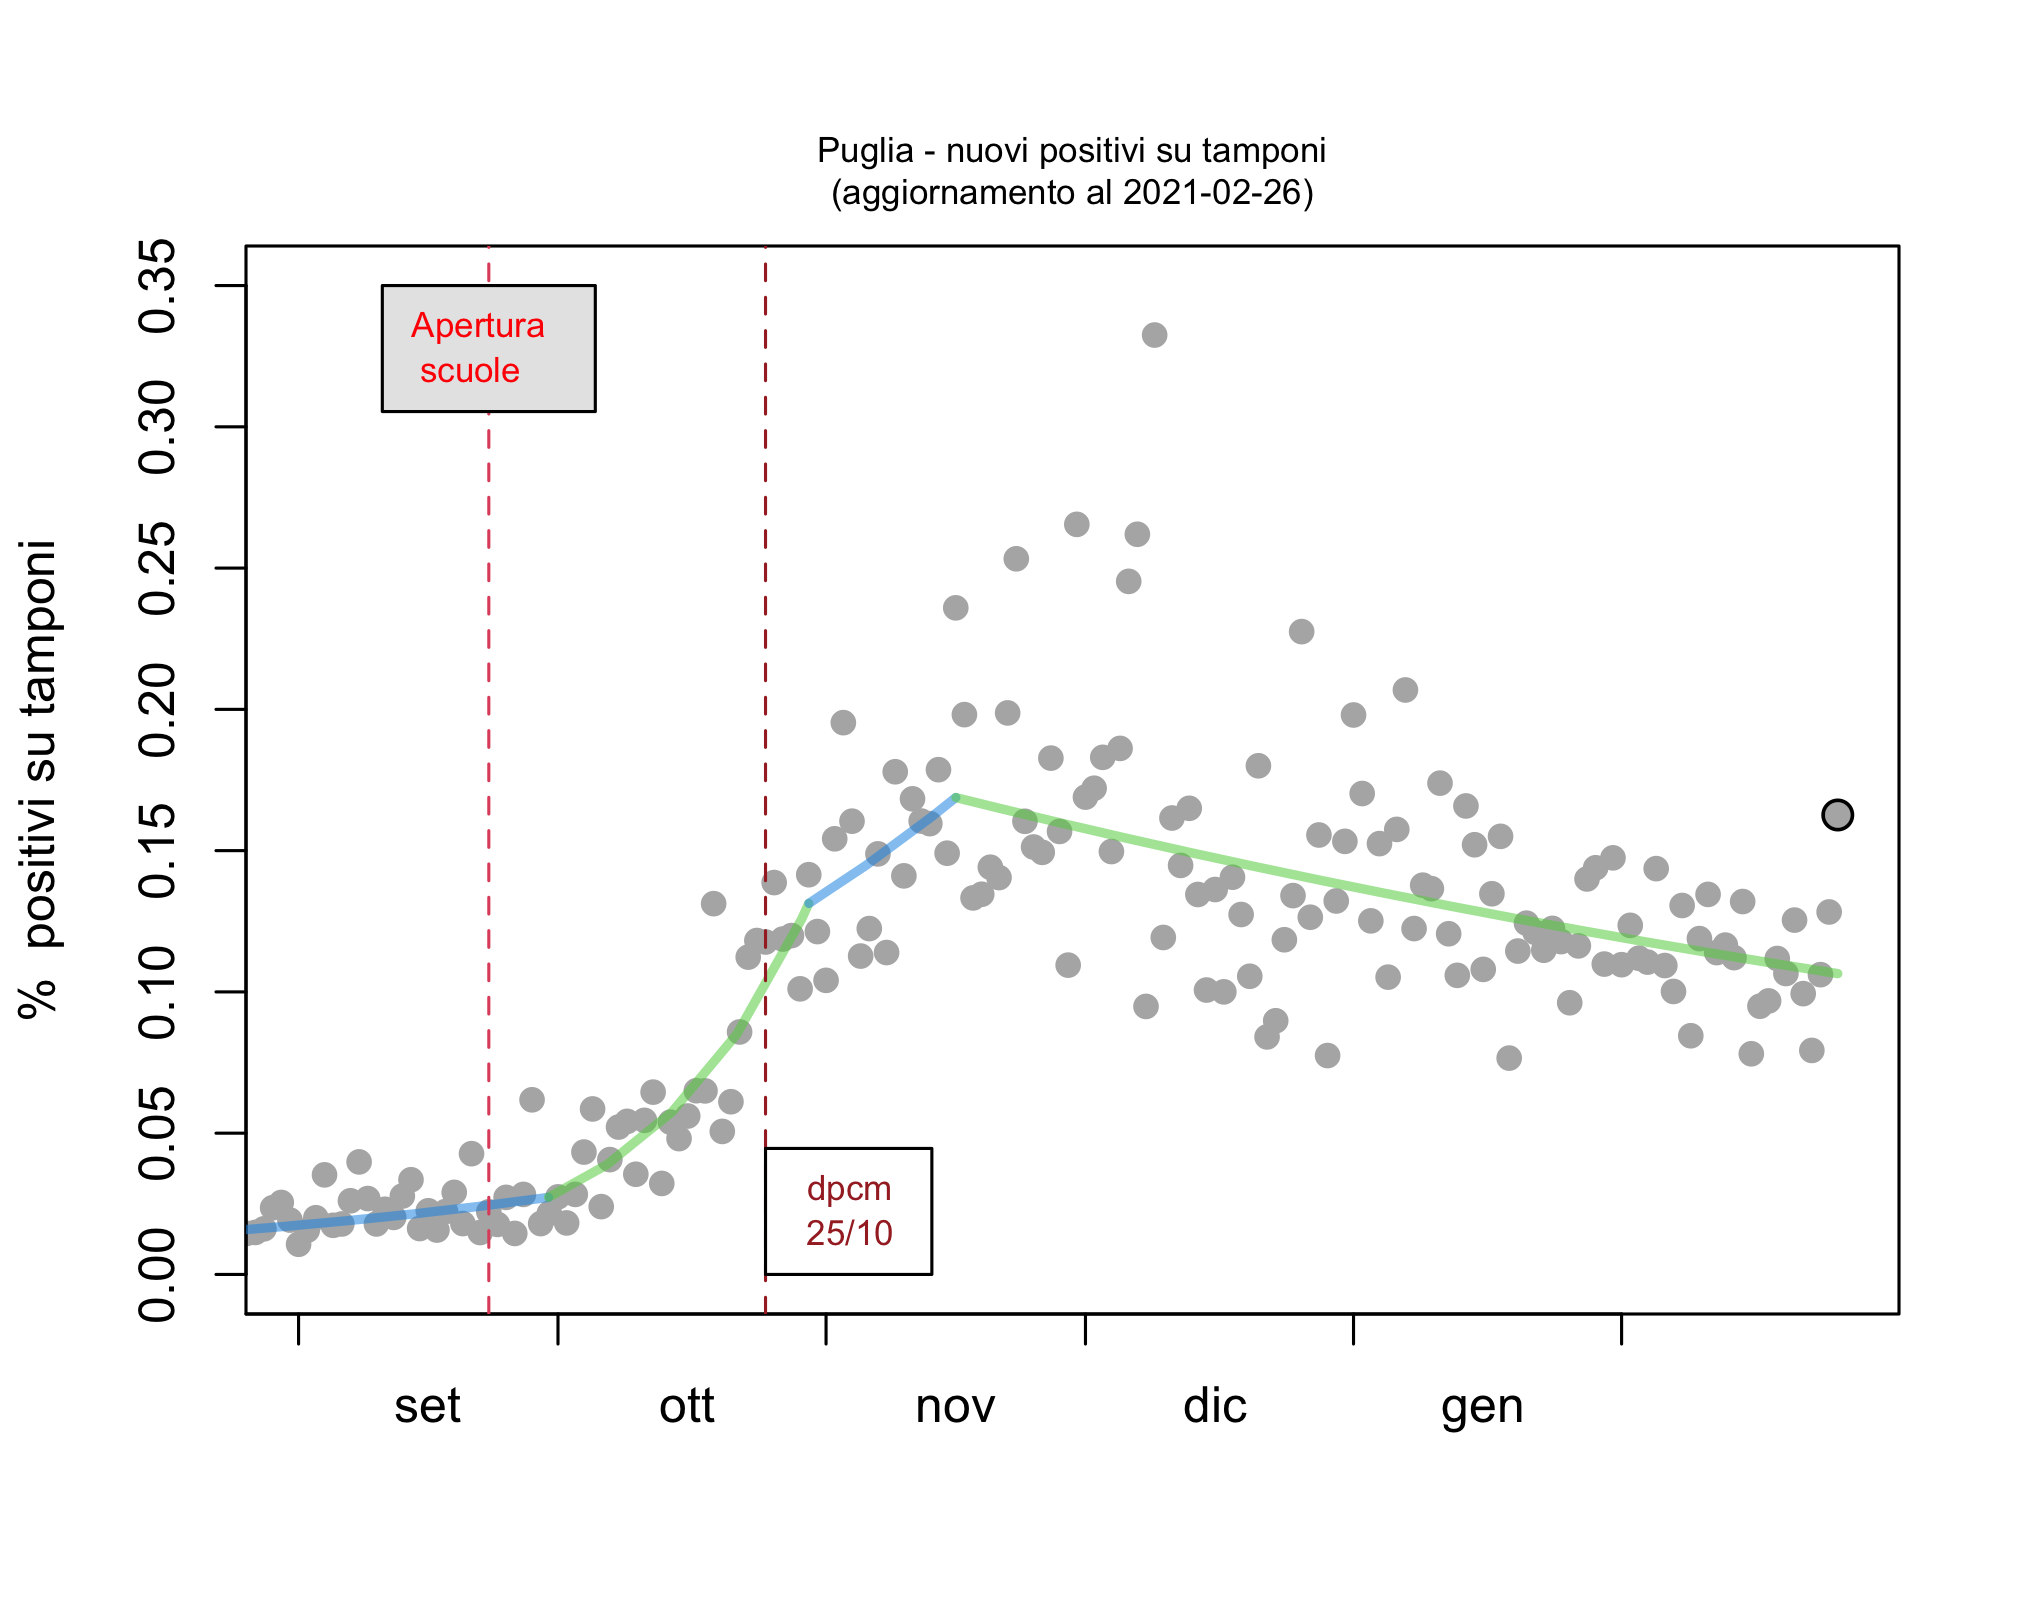 Puglia - nuovi positivi su tamponi
(aggiornamento al 2021-02-26)
% positivi su tamponi
0.35
0.30
0.25
0.20
0.15
0.10
0.05
0.00
Apertura
scuole
dpcm
25/10
set
ott
nov
dic
gen